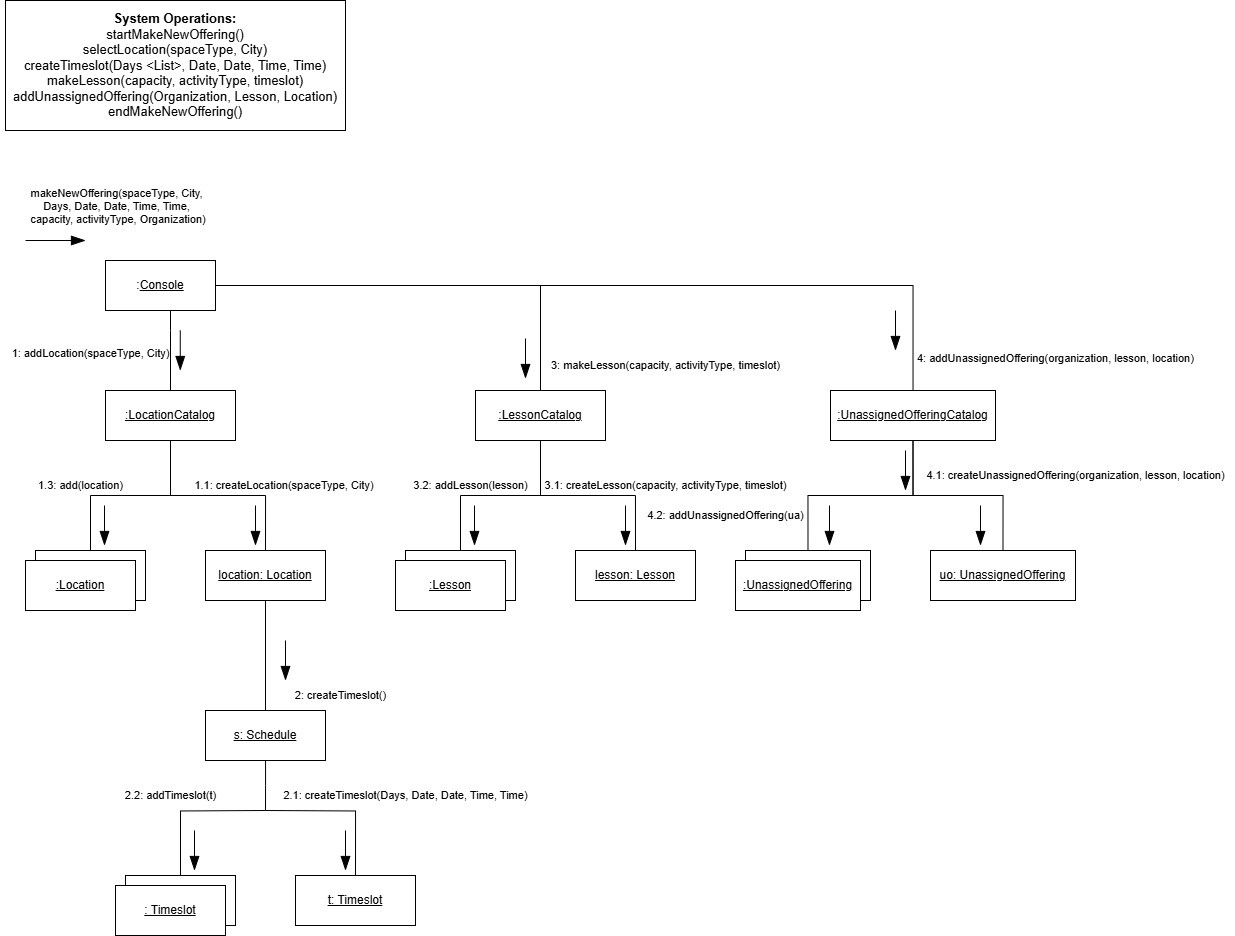 System Operations:
startMakeNewOffering()
selectLocation(spaceType, City)
createTimeslot(Days <List>, Date, Date, Time, Time)
makeLesson(capacity, activityType, timeslot)
addUnassignedOffering(Organization, Lesson, Location)
endMakeNewOffering()
makeNewOffering(spaceType, City,
Days, Date, Date, Time, Time,
capacity, activityType, Organization)
:Console
1: addLocation(spaceType, City)
3: makeLesson(capacity, activityType, timeslot)
4: addUnassignedOffering(organization, lesson, location)
:LocationCatalog
:LessonCatalog
:UnassignedOfferingCatalog
1.3: add(location)
1.1: createLocation(spaceType, City)
3.2: addLesson(lesson)
3.1: createLesson(capacity, activityType, timeslot)
4.1: createUnassignedOffering(organization, lesson, location)
4.2: addUnassignedOffering(ua)
:Location
location: Location
:Lesson
lesson: Lesson
:UnassignedOffering
uo: UnassignedOffering
2: createTimeslot()
s: Schedule
2.2: addTimeslot(t)
2.1: createTimeslot(Days, Date, Date, Time, Time)
: Timeslot
t: Timeslot